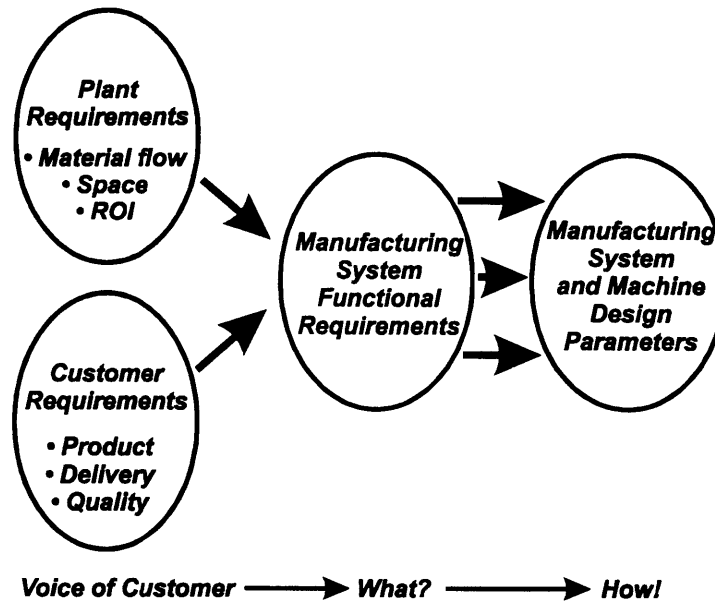 Plant
Requirements
• Material flow
• Space
• ROI
Customer
Requirements
• Product
• Delivery
• Quality
Manufacturing
System
Functional
Requirements
Manufacturing
System
and Machine
Design
Parameters
Voice of Customer What? How!